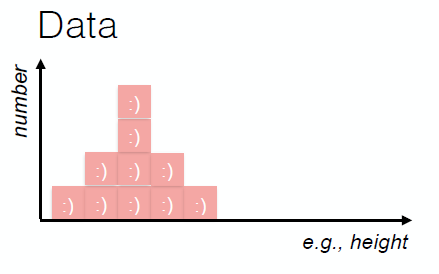 Data
number
:)
:)
:) :) :)
:) :) :) :) :)
e.g., height